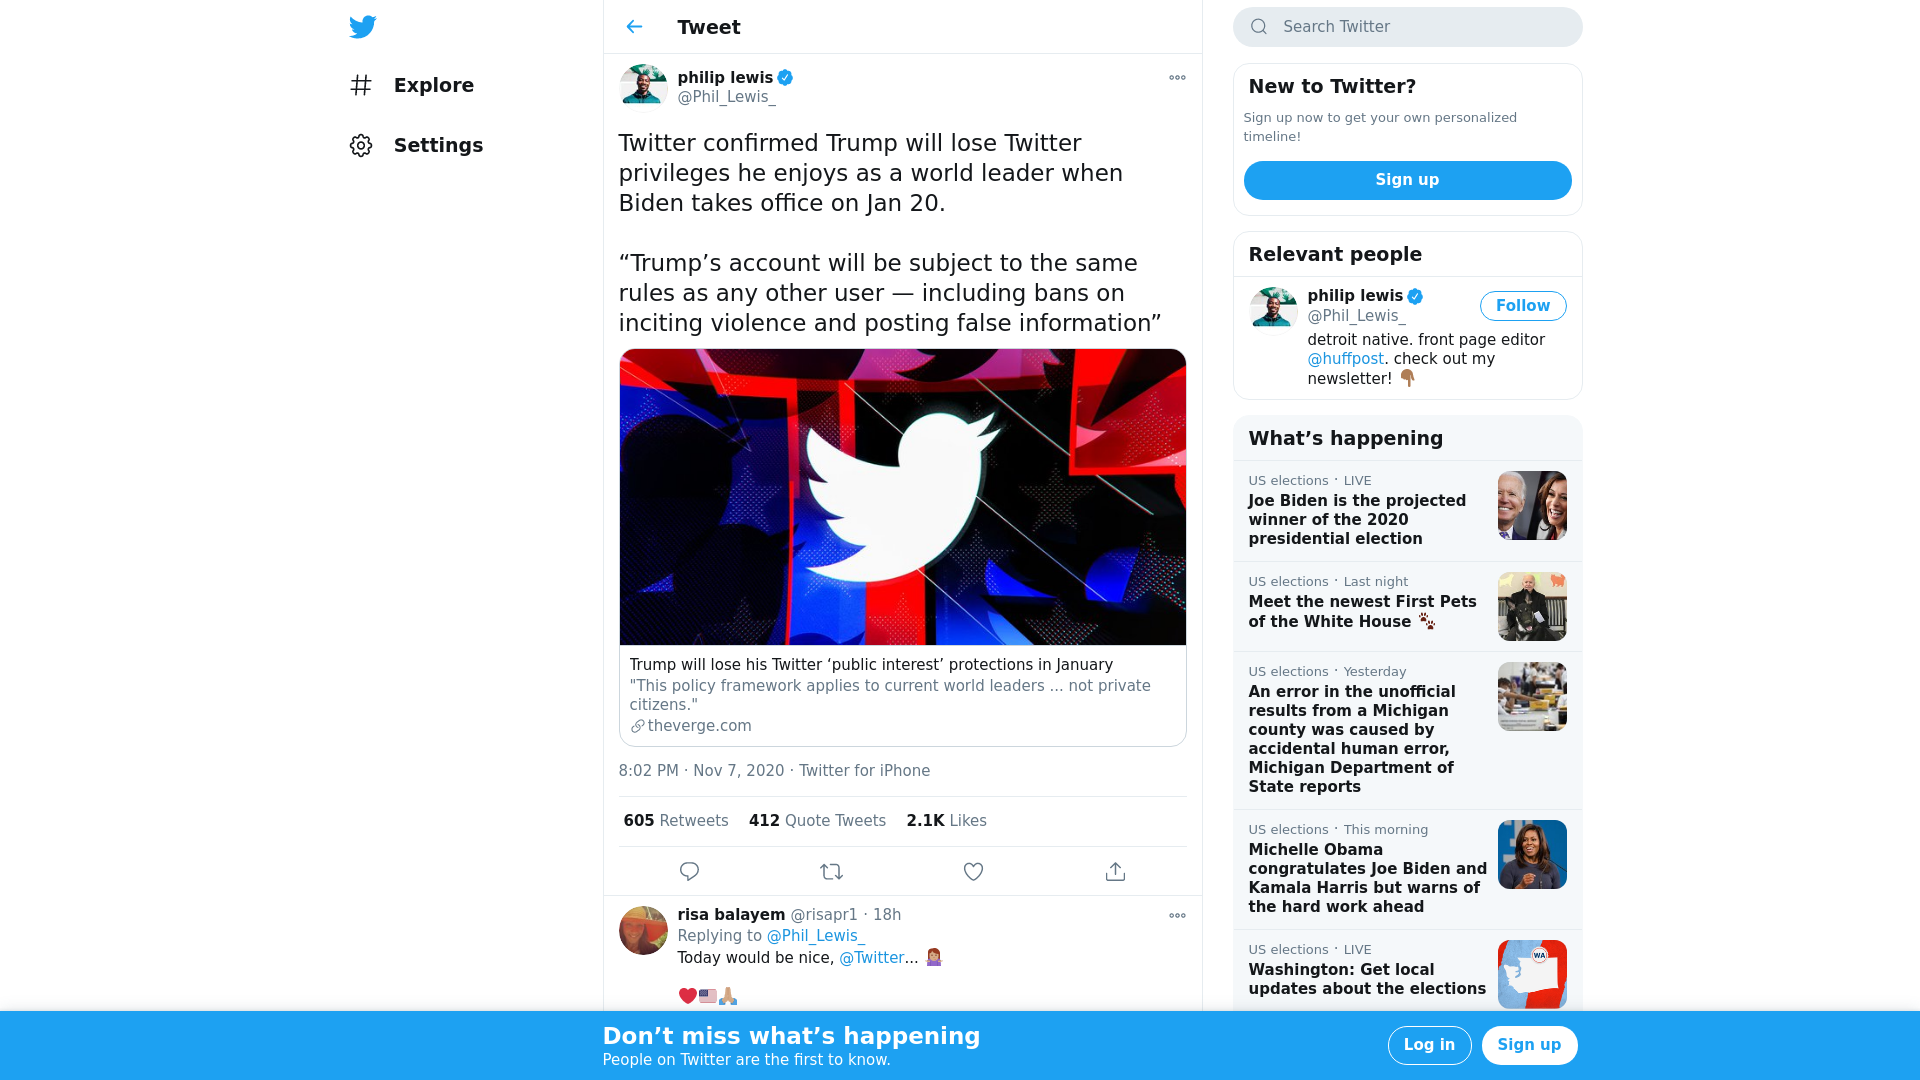 Explore
Settings
Tweet
philip lewis
@Phil_Lewis_
Twitter confirmed Trump will lose Twitter
privileges he enjoys as a world leader when
Biden takes office on Jan 20.
“Trump’s account will be subject to the same
rules as any other user — including bans on
inciting violence and posting false information”
Trump will lose his Twitter ‘public interest’ protections in January
"This policy framework applies to current world leaders ... not private
citizens."
theverge.com
8:02 PM · Nov 7, 2020 · Twitter for iPhone
605 Retweets 412 Quote Tweets 2.1K Likes
risa balayem @risapr1 · 18h
Replying to @Phil_Lewis_
Today would be nice, @Twitter... 🤷🏽‍♀️
❤️🇺🇸🙏🏼
Search Twitter
New to Twitter?
Sign up now to get your own personalized
timeline!
Sign up
Relevant people
philip lewis
@Phil_Lewis_
Follow
detroit native. front page editor
@huffpost. check out my
newsletter! 👇🏾
What’s happening
US elections · LIVE
Joe Biden is the projected
winner of the 2020
presidential election
US elections · Last night
Meet the newest First Pets
of the White House 🐾
US elections · Yesterday
An error in the unofficial
results from a Michigan
county was caused by
accidental human error,
Michigan Department of
State reports
US elections · This morning
Michelle Obama
congratulates Joe Biden and
Kamala Harris but warns of
the hard work ahead
US elections · LIVE
Washington: Get local
updates about the elections
WA
Don’t miss what’s happening
People on Twitter are the first to know.
Log in
Sign up